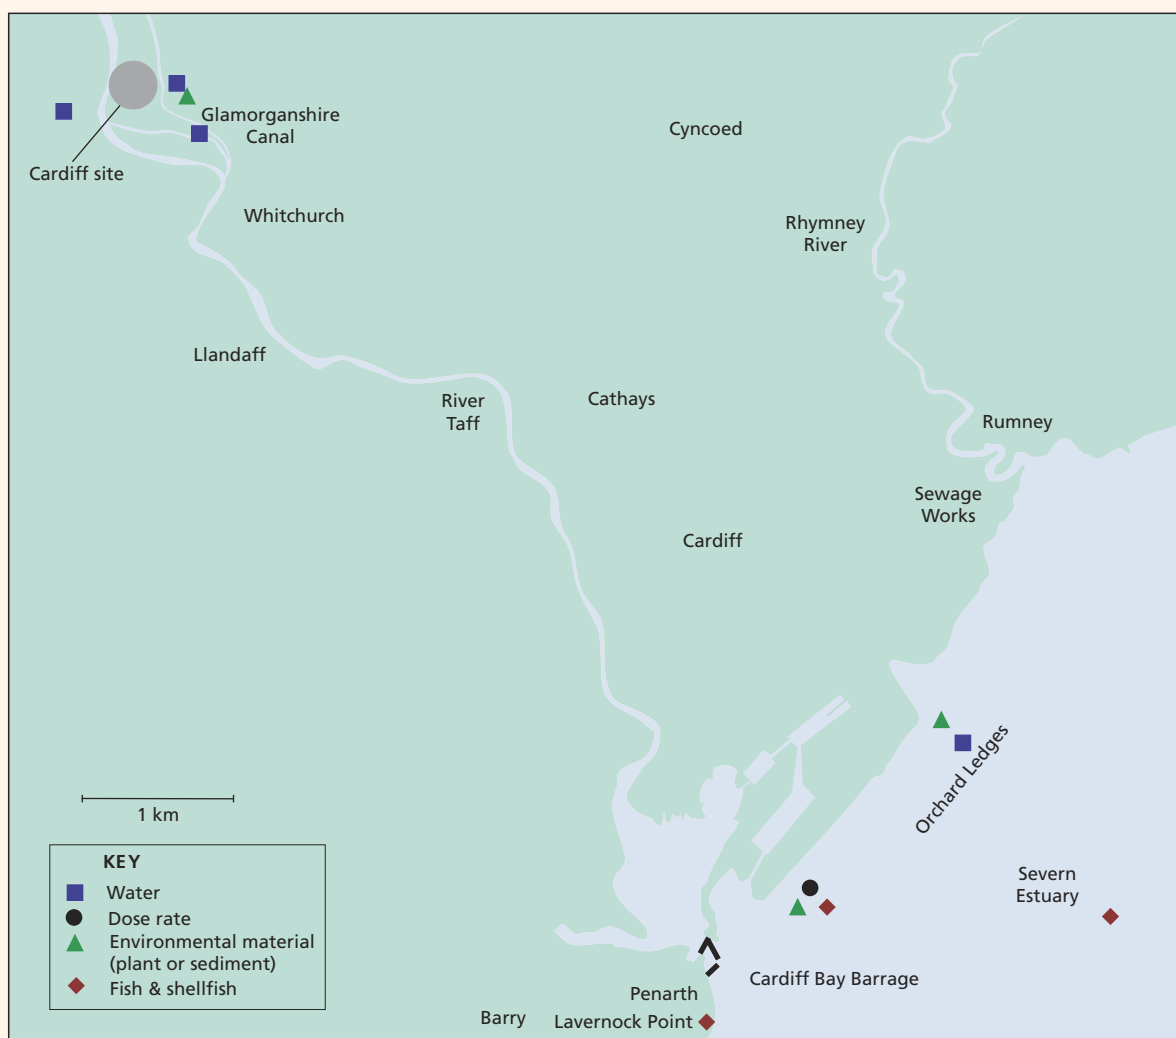 Glamorganshire
Canal
Cyncoed
Cardiff site
Whitchurch
Rhymney
River
Llandaff
River
Taff
Cathays
Rumney
Sewage
Works
Cardiff
Orchard Ledges
1 km
KEY
Water
Dose rate
Environmental material
(plant or sediment)
Fish & shellfish
Severn
Estuary
Cardiff Bay Barrage
Penarth
Barry
Lavernock Point